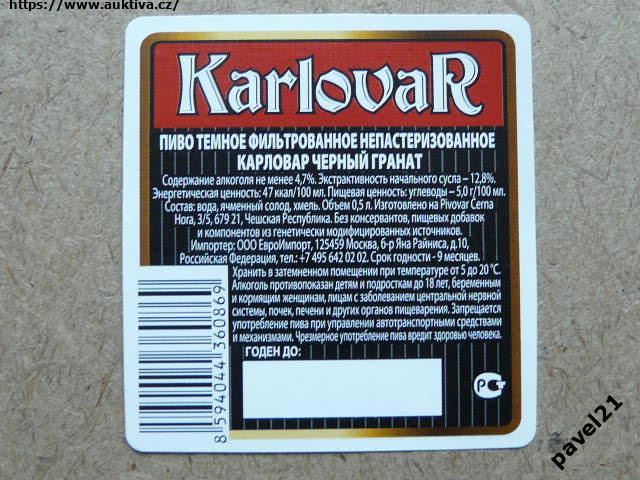 https://www.auktiva.cz/
KarlovaR
ПИВО ТЕМНОЕ ФИЛЬТРОВАННОЕ НЕПАСТЕРИЗОВАННОЕ
КАРЛОВАР ЧЕРНЫЙ ГРАНАТ
Содержание алкоголя не менее 4,7%. Экстрактивность начального сусла – 12,8%.
Энергетическая ценность: 47 ккал/100 мл. Пищевая ценность: углеводы – 5,0 г/100 мл.
Состав: вода, ячменный солод, хмель. Объем 0,5 л. Изготовлено на Pivovar Cerna
Hora, 3/5, 679 21, Чешская Республика. Без консервантов, пищевых добавок
и компонентов из генетически модифицированных источников.
Импортер: ООО ЕвроИмпорт, 125459 Москва, б-р Яна Райниса, д.10,
Российская Федерация, тел.: +7 495 642 02 02. Срок годности - 9 месяцев.
Хранить в затемненном помещении при температуре от 5 до 20 °С.
Алкоголь противопоказан детям и подросткам до 18 лет, беременным
и кормящим женщинам, лицам с заболеванием центральной нервной
системы, почек, печени и других органов пищеварения. Запрещается
употребление пива при управлении автотранспортными средствами
и механизмами. Чрезмерное употребление пива вредит здоровью человека.
ГОДЕН ДО:
8 594044 360869
pavel21